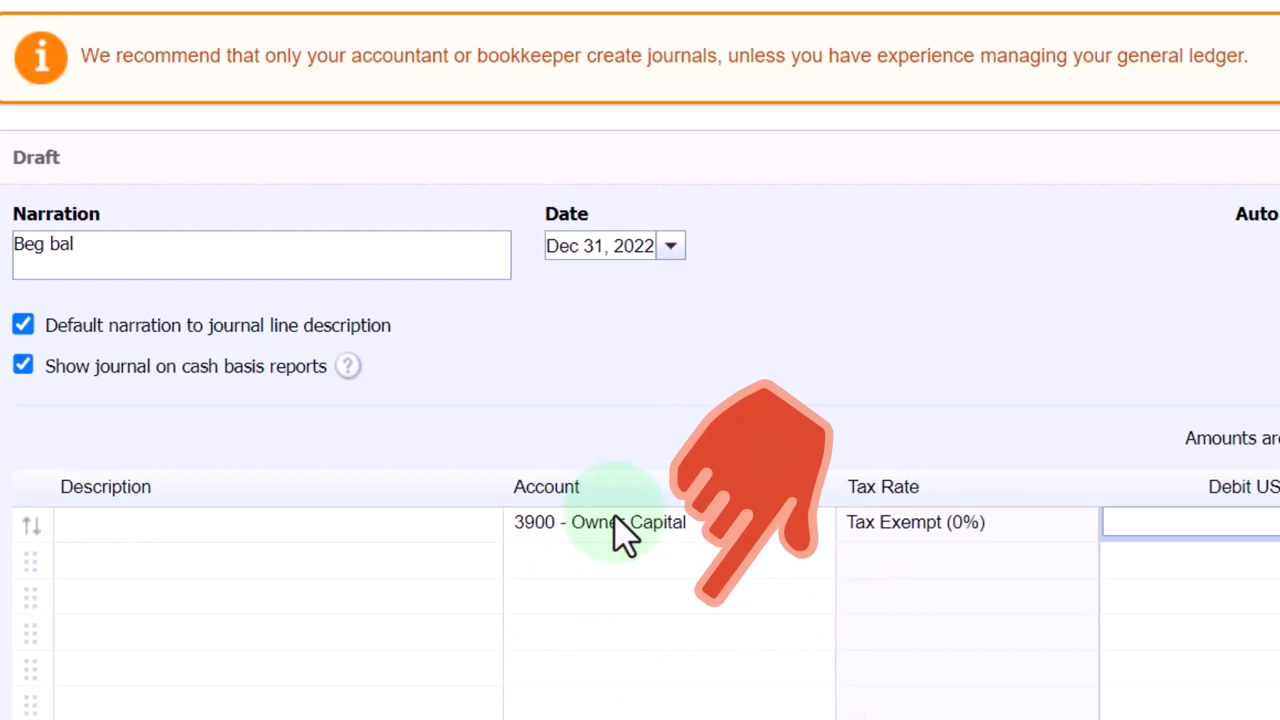 We recommend that only your accountant or bookkeeper create journals, unless you have experience managing your general ledger.
Draft
Narration
Date
Auto
Beg bal
Dec 31, 2022
Default narration to journal line description
Show journal on cash basis reports ?
Amounts are
Description
Account
Tax Rate
Debit US
3900 - Owner Capital
Tax Exempt (0%)